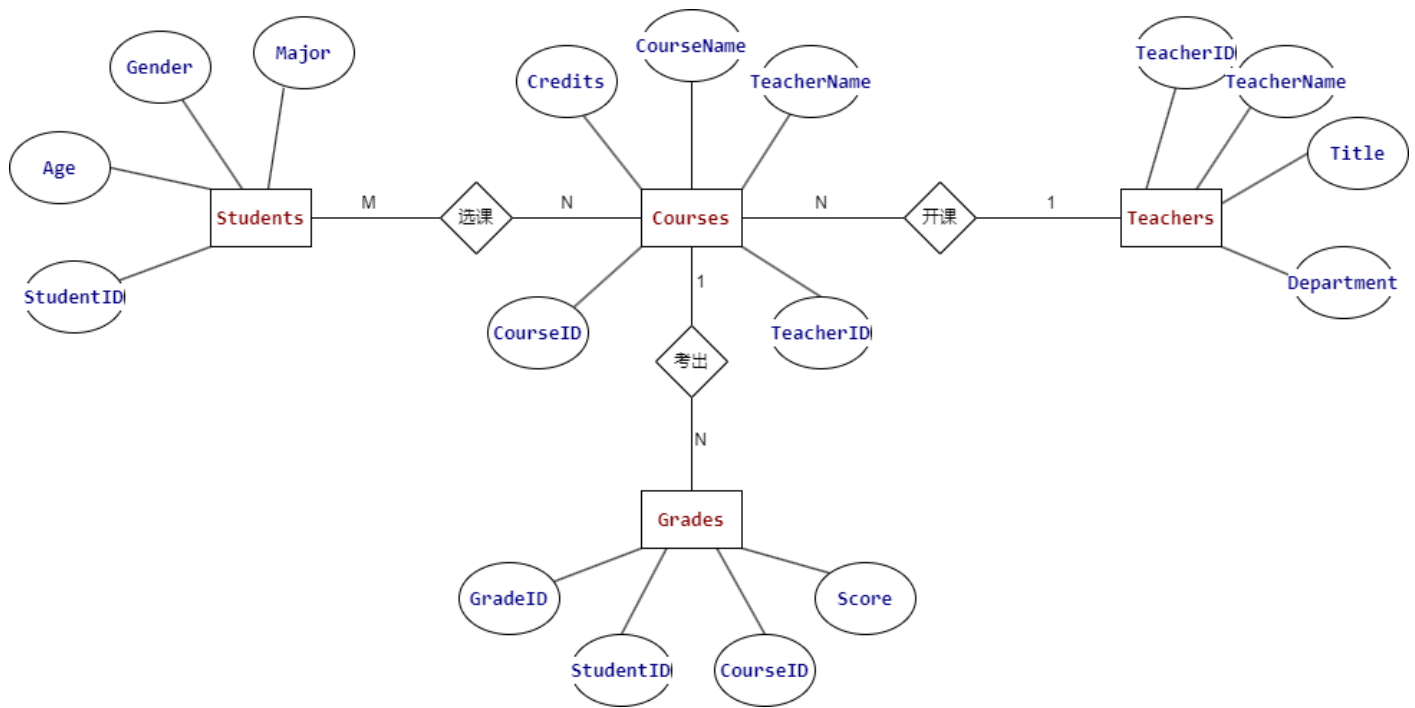 CourseName
TeacherID
Major
Gender
Credits
TeacherName
TeacherName
Age
Title
Students
M
选课
N
Courses
N
开课
1
Teachers
StudentID
1
Department
CourseID
TeacherID
考出
N
Grades
GradeID
Score
StudentID
CourseID